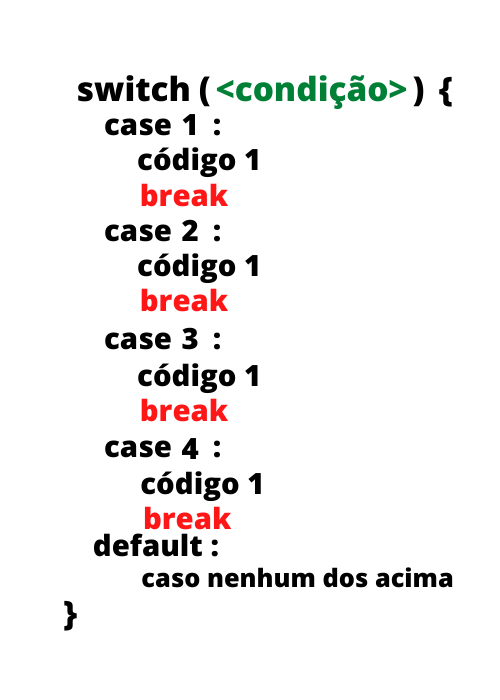 switch ( <condição> ) {
case 1 :
código 1
break
case 2 :
código 1
break
case 3 :
código 1
break
case 4 :
código 1
break
default :
caso nenhum dos acima
}